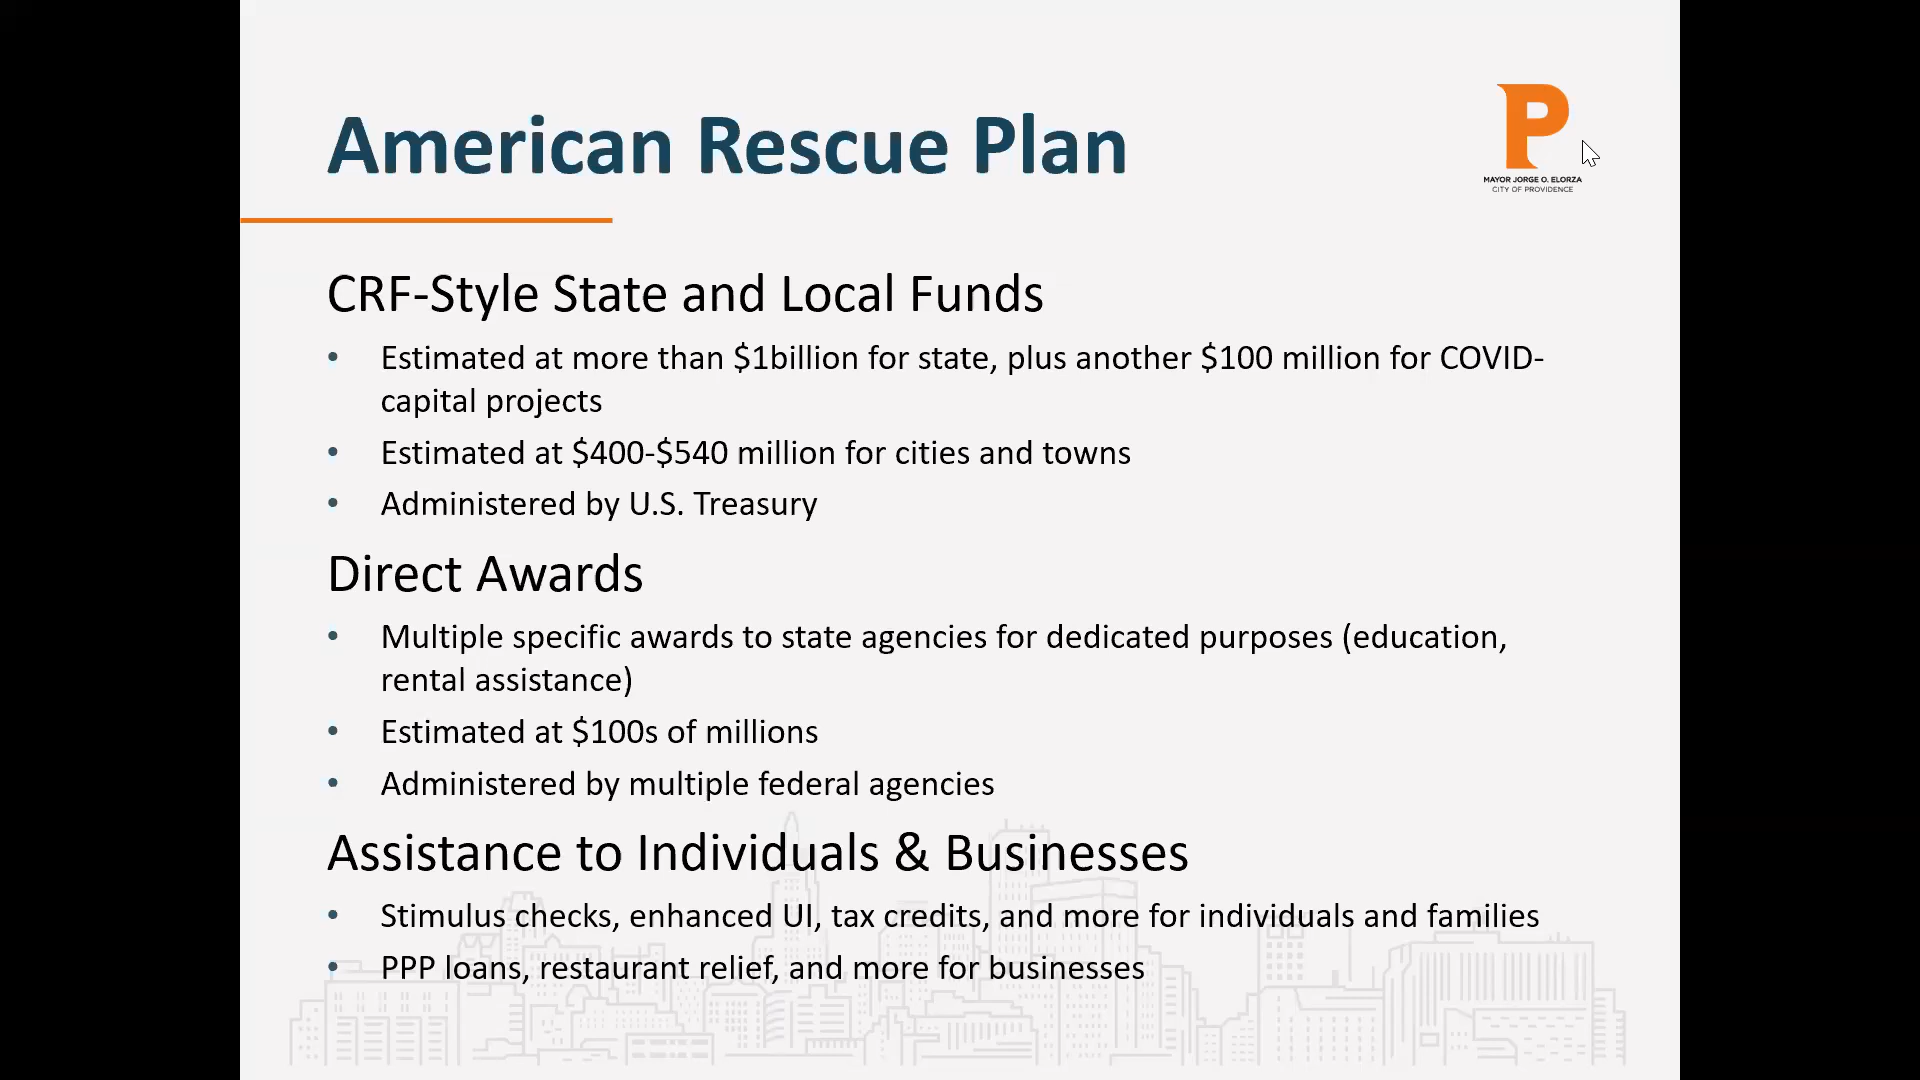 American Rescue Plan
P
MAYOR JORGE O. ELORZA
CITY OF PROVIDENCE
CRF-Style State and Local Funds
• Estimated at more than $1billion for state, plus another $100 million for COVID-
capital projects
• Estimated at $400-$540 million for cities and towns
• Administered by U.S. Treasury
Direct Awards
• Multiple specific awards to state agencies for dedicated purposes (education,
rental assistance)
• Estimated at $100s of millions
• Administered by multiple federal agencies
Assistance to Individuals & Businesses
• Stimulus checks, enhanced UI, tax credits, and more for individuals and families
• PPP loans, restaurant relief, and more for businesses